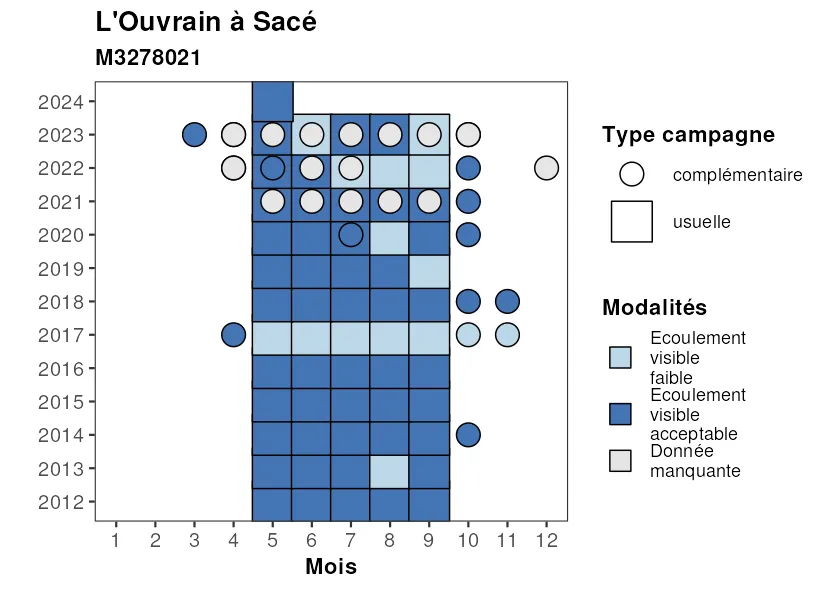 L'Ouvrain à Sacé
M3278021
2024
2023
2022
2021
2020
2019
2018
2017
2016
2015
2014
2013
2012
1 2 3 4 5 6 7 8 9 10 11 12
Mois
Type campagne
complémentaire
usuelle
Modalités
Ecoulement
visible
faible
Ecoulement
visible
acceptable
Donnée
manquante